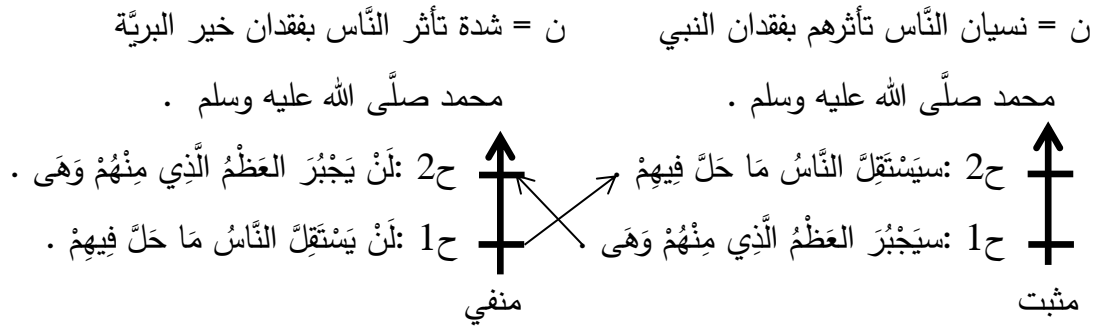 ن = نسيان النَّاس تأثرهم بفقدان النبي ن = شدة تأثر النَّاس بفقدان خير البريَّة
محمد صلَّى الله عليه وسلم . محمد صلَّى الله عليه وسلم .
ح2 :سيَسْتَقِلَّ النَّاسُ مَا حَلَّ فِيهِمْ . ح2 :لَنْ يَجْبُرَ العَظْمُ الَّذِي مِنْهُمْ وَهَى .
ح1 :سيَجْبُرَ العَظْمُ الَّذِي مِنْهُمْ وَهَى . ح1 :لَنْ يَسْتَقِلَّ النَّاسُ مَا حَلَّ فِيهِمْ .
مثبت منفي